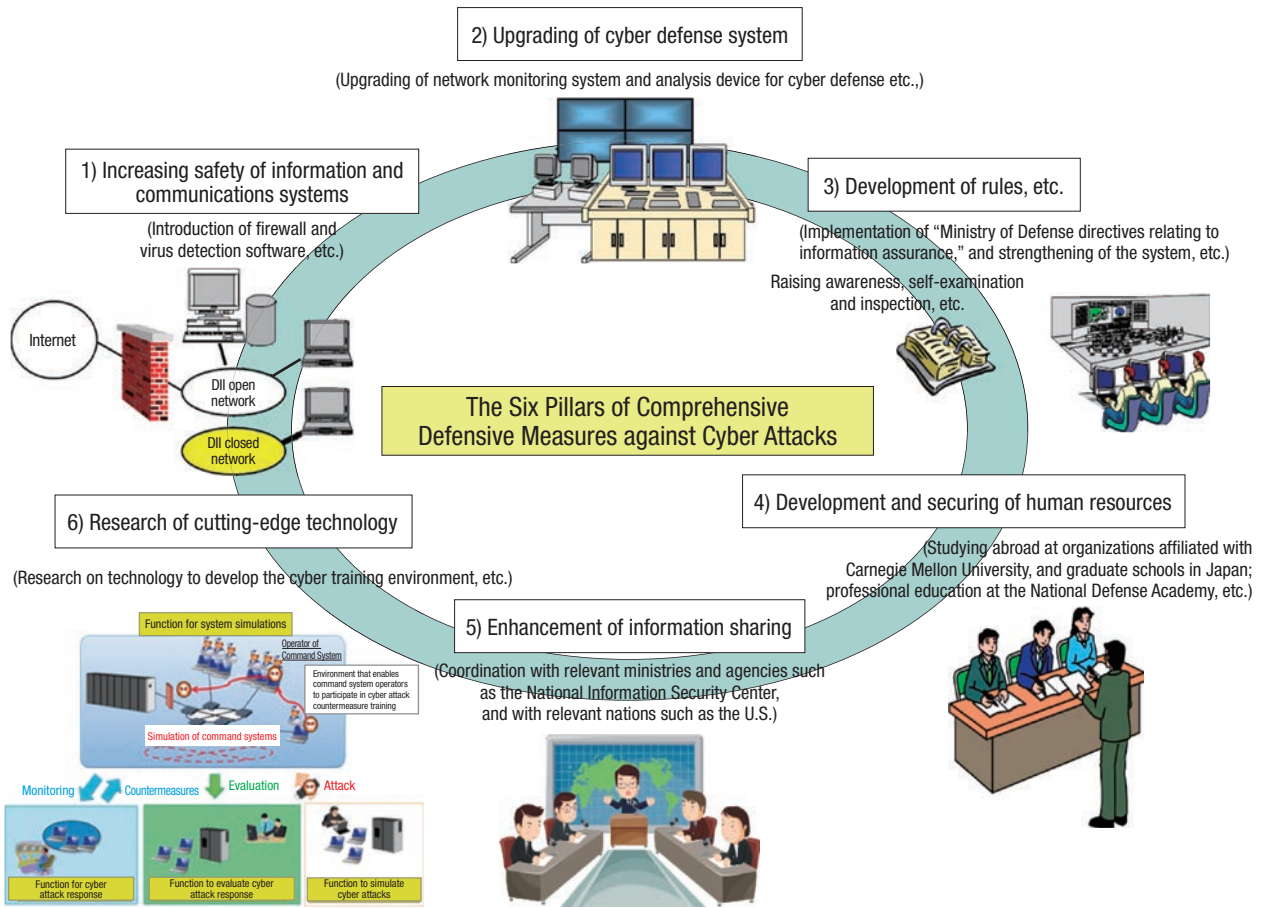 2) Upgrading of cyber defense system
(Upgrading of network monitoring system and analysis device for cyber defense etc.,)
1) Increasing safety of information and
communications systems
(Introduction of firewall and
virus detection software, etc.)
Internet
DII open
network
DII closed
network
3) Development of rules, etc.
(Implementation of “Ministry of Defense directives relating to
information assurance,” and strengthening of the system, etc.)
Raising awareness, self-examination
and inspection, etc.
The Six Pillars of Comprehensive
Defensive Measures against Cyber Attacks
4) Development and securing of human resources
(Studying abroad at organizations affiliated with
Carnegie Mellon University, and graduate schools in Japan;
professional education at the National Defense Academy, etc.)
5) Enhancement of information sharing
(Coordination with relevant ministries and agencies such
as the National Information Security Center,
and with relevant nations such as the U.S.)
6) Research of cutting-edge technology
(Research on technology to develop the cyber training environment, etc.)
Function for system simulations
Operator of
Command System
Environment that enables
command system operators
to participate in cyber attack
countermeasure training
Simulation of command systems
Monitoring
Countermeasures
Evaluation
Attack
Function for cyber
attack response
Function to evaluate cyber
attack response
Function to simulate
cyber attacks